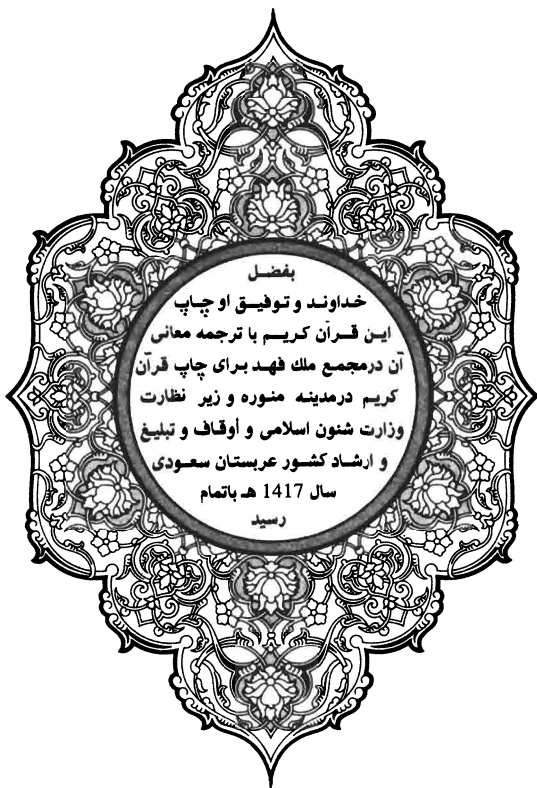 بفضل
خداوند و توفیق او چاپ
این قرآن کریم با ترجمه معانی
آن درمجمع ملك فهد برای چاپ قرآن
کریم درمدینه منوره و زیر نظارت
وزارت شئون اسلامی و أوقاف و تبلیغ
و ارشاد کشور عربستان سعودی
سال 1417 هـ باتمام
رسید